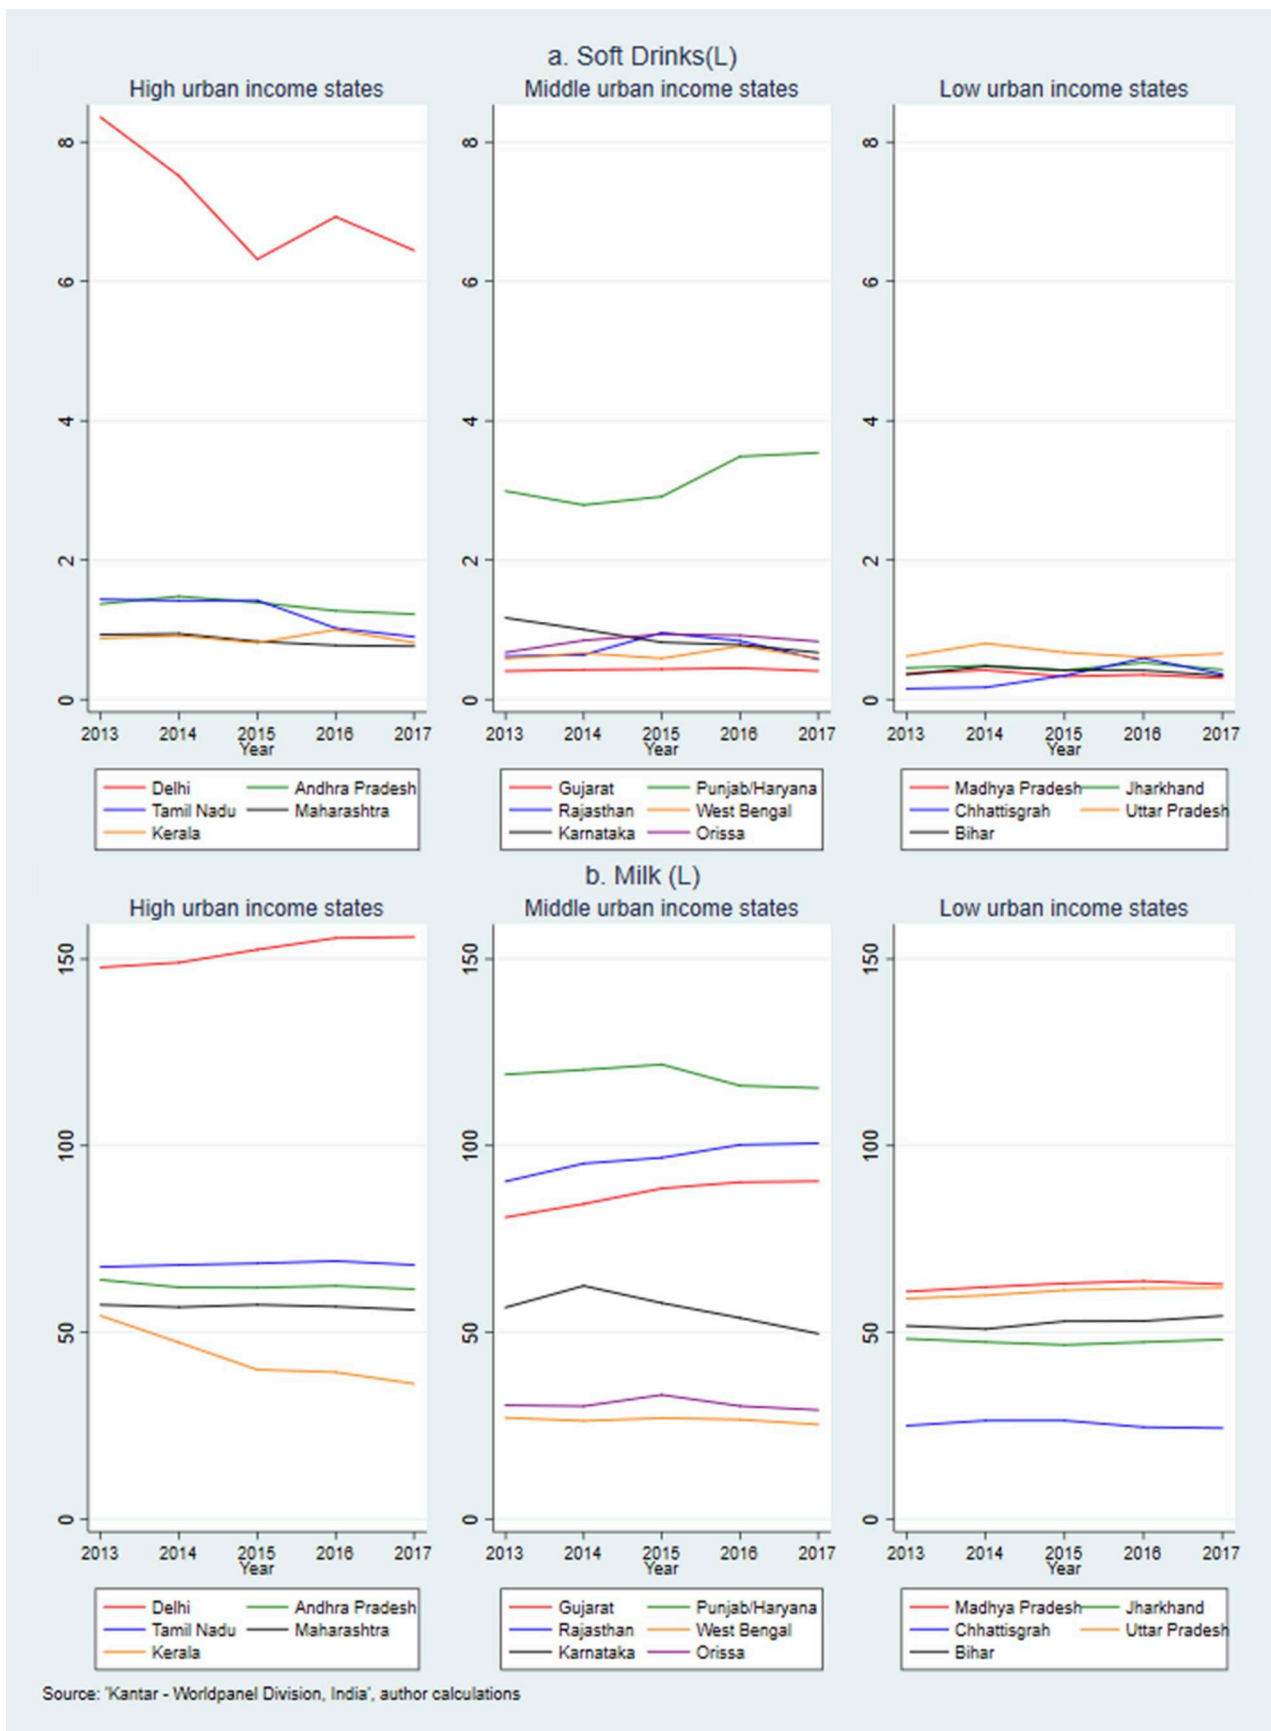 a. Soft Drinks(L)
High urban income states
Middle urban income states
Low urban income states
8
6
4
2
0
2013 2014 2015 2016 2017
Year
8
6
4
2
0
2013 2014 2015 2016 2017
Year
8
6
4
2
0
2013 2014 2015 2016 2017
Year
Delhi Andhra Pradesh
Tamil Nadu Maharashtra
Kerala
Gujarat Punjab/Haryana
Rajasthan West Bengal
Karnataka Orissa
Madhya Pradesh Jharkhand
Chhattisgrah Uttar Pradesh
Bihar
b. Milk (L)
High urban income states
Middle urban income states
Low urban income states
150
100
50
0
2013 2014 2015 2016 2017
Year
150
100
50
0
2013 2014 2015 2016 2017
Year
150
100
50
0
2013 2014 2015 2016 2017
Year
Delhi Andhra Pradesh
Tamil Nadu Maharashtra
Kerala
Gujarat Punjab/Haryana
Rajasthan West Bengal
Karnataka Orissa
Madhya Pradesh Jharkhand
Chhattisgrah Uttar Pradesh
Bihar
Source: 'Kantar - Worldpanel Division, India', author calculations